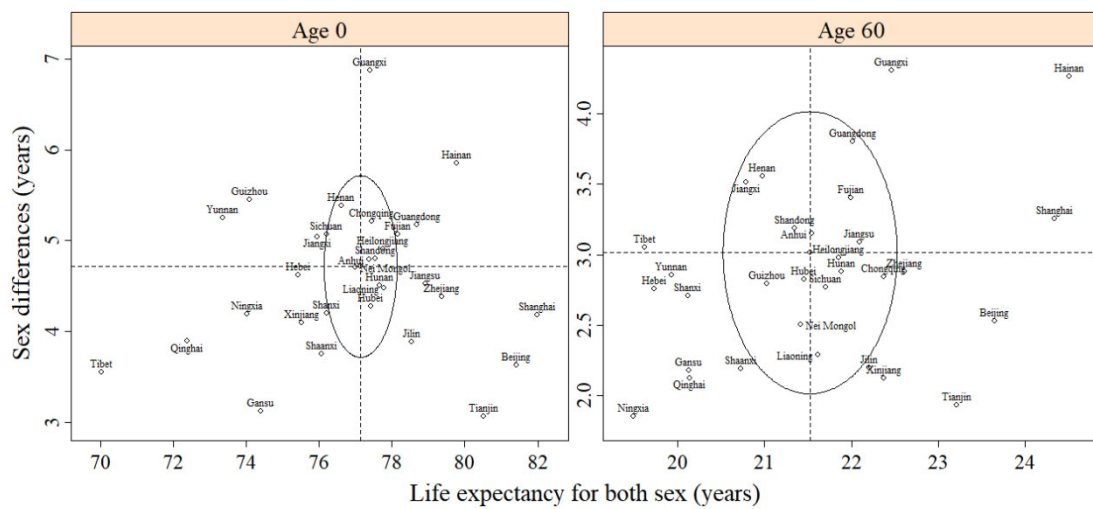 Age 0
Age 60
Sex differences (years)
7
6
5
4
3
Guangxi
Hainan
Guizhou
Yunnan
Henan
Chongqing
Guangdong
Sichuan
Fujian
Jiangxi
Heilongjiang
Shandong
Anhui
Nei Mongol
Hebei
Hunan
Jiangsu
Liaoning
Zhejiang
Hubei
Ningxia
Shanxi
Shanghai
Xinjiang
Qinghai
Shaanxi
Jilin
Tibet
Beijing
Gansu
Tianjin
70
72
74
76
78
80
82
4.0
3.5
3.0
2.5
2.0
Guangxi
Hainan
Guangdong
Henan
Jiangxi
Fujian
Shanghai
Shandong
Anhui
Jiangsu
Tibet
Heilongjiang
Yunnan
Hunan
Zhejiang
Hebei
Guizhou
Hubei
Chongqing
Shanxi
Sichuan
Nei Mongol
Beijing
Gansu
Shaanxi
Liaoning
Jilin
Qinghai
Xinjiang
Ningxia
Tianjin
20
21
22
23
24
Life expectancy for both sex (years)